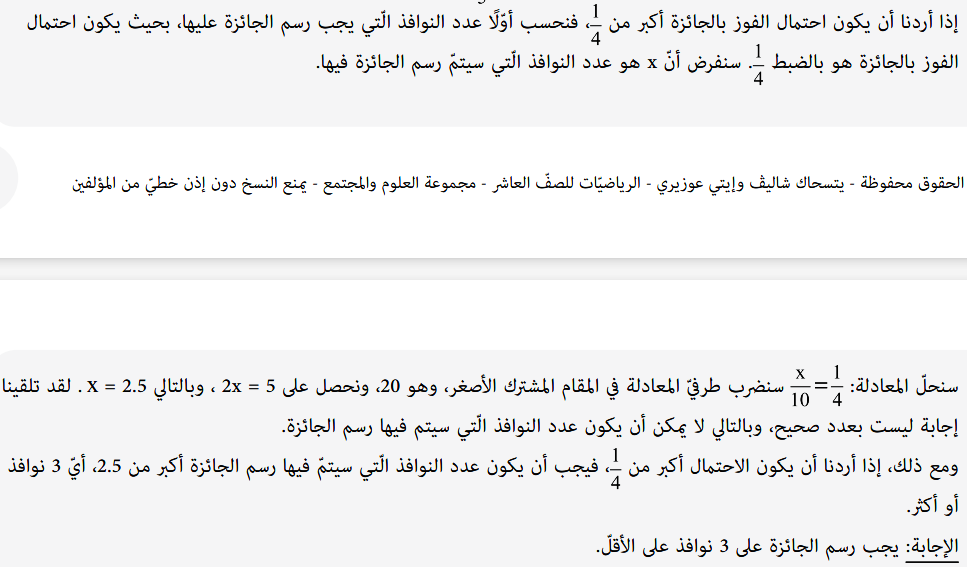 إذا أردنا أن يكون احتمال الفوز بالجائزة أكبر من 1/4، فنحسب أوّلًا عدد النوافذ الّتي يجب رسم الجائزة عليها، بحيث يكون احتمال
الفوز بالجائزة هو بالضبط 1/4. سنفرض أنّ x هو عدد النوافذ الّتي سيتمّ رسم الجائزة فيها.
الحقوق محفوظة - يتسحاك شاليڤ وإيتي عوزيري - الرياضيّات للصفّ العاشر - مجموعة العلوم والمجتمع - يمنع النسخ دون إذن خطيّ من المؤلفين
سنحلّ المعادلة: x/10 = 1/4 سنضرب طرفيّ المعادلة في المقام المشترك الأصغر، وهو 20، ونحصل على 2x = 5 ، وبالتالي x = 2.5 . لقد تلقينا
إجابة ليست بعدد صحيح، وبالتالي لا يمكن أن يكون عدد النوافذ الّتي سيتم فيها رسم الجائزة.
ومع ذلك، إذا أردنا أن يكون الاحتمال أكبر من 1/4، فيجب أن يكون عدد النوافذ الّتي سيتمّ فيها رسم الجائزة أكبر من 2.5، أيّ 3 نوافذ
أو أكثر.
الإجابة: يجب رسم الجائزة على 3 نوافذ على الأقلّ.